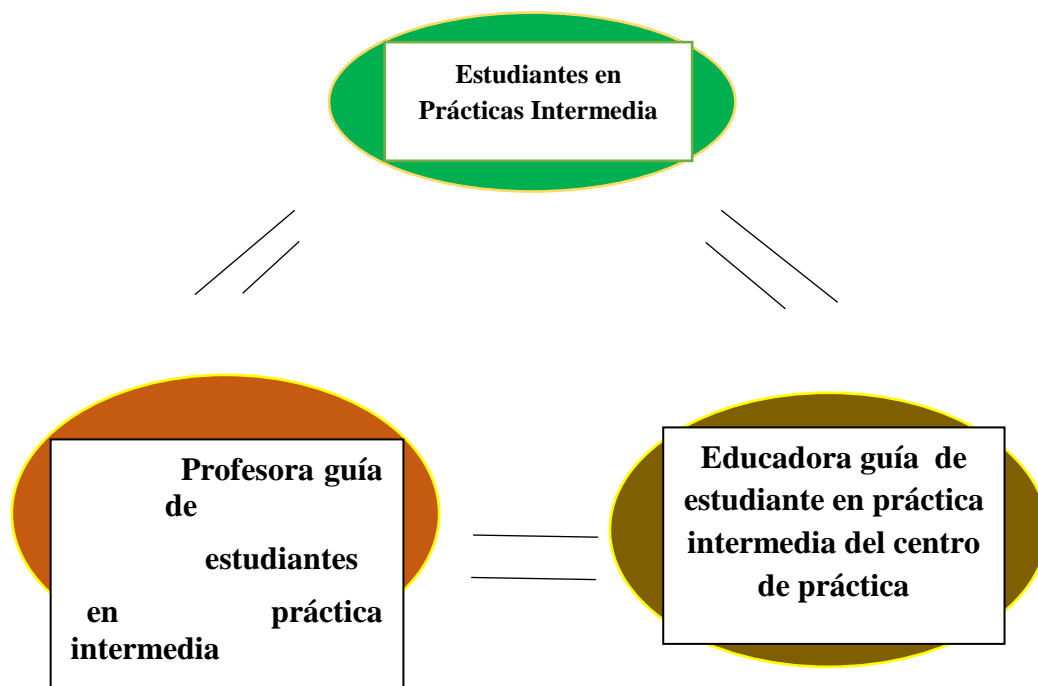 Estudiantes en
Prácticas Intermedia
Profesora guía
de
estudiantes
en práctica
intermedia
Educadora guía de
estudiante en práctica
intermedia del centro
de práctica